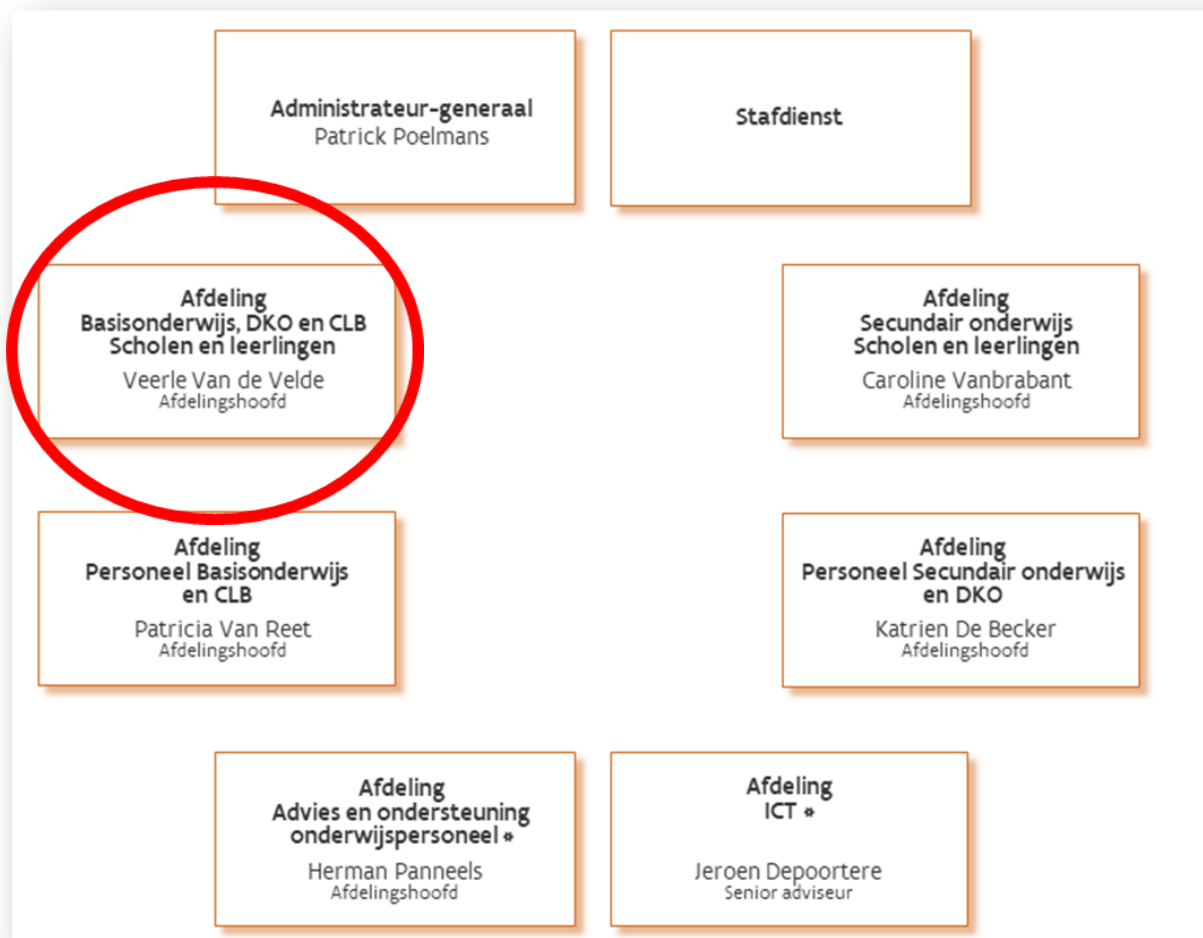 Administrateur-generaal
Patrick Poelmans
Stafdienst
Afdeling
Basisonderwijs, DKO en CLB
Scholen en leerlingen
Veerle Van de Velde
Afdelingshoofd
Afdeling
Secundair onderwijs
Scholen en leerlingen
Caroline Vanbrabant
Afdelingshoofd
Afdeling
Personeel Basisonderwijs
en CLB
Patricia Van Reet
Afdelingshoofd
Afdeling
Personeel Secundair onderwijs
en DKO
Katrien De Becker
Afdelingshoofd
Afdeling
Advies en ondersteuning
onderwijspersoneel *
Herman Panneels
Afdelingshoofd
Afdeling
ICT *
Jeroen Depoortere
Senior adviseur